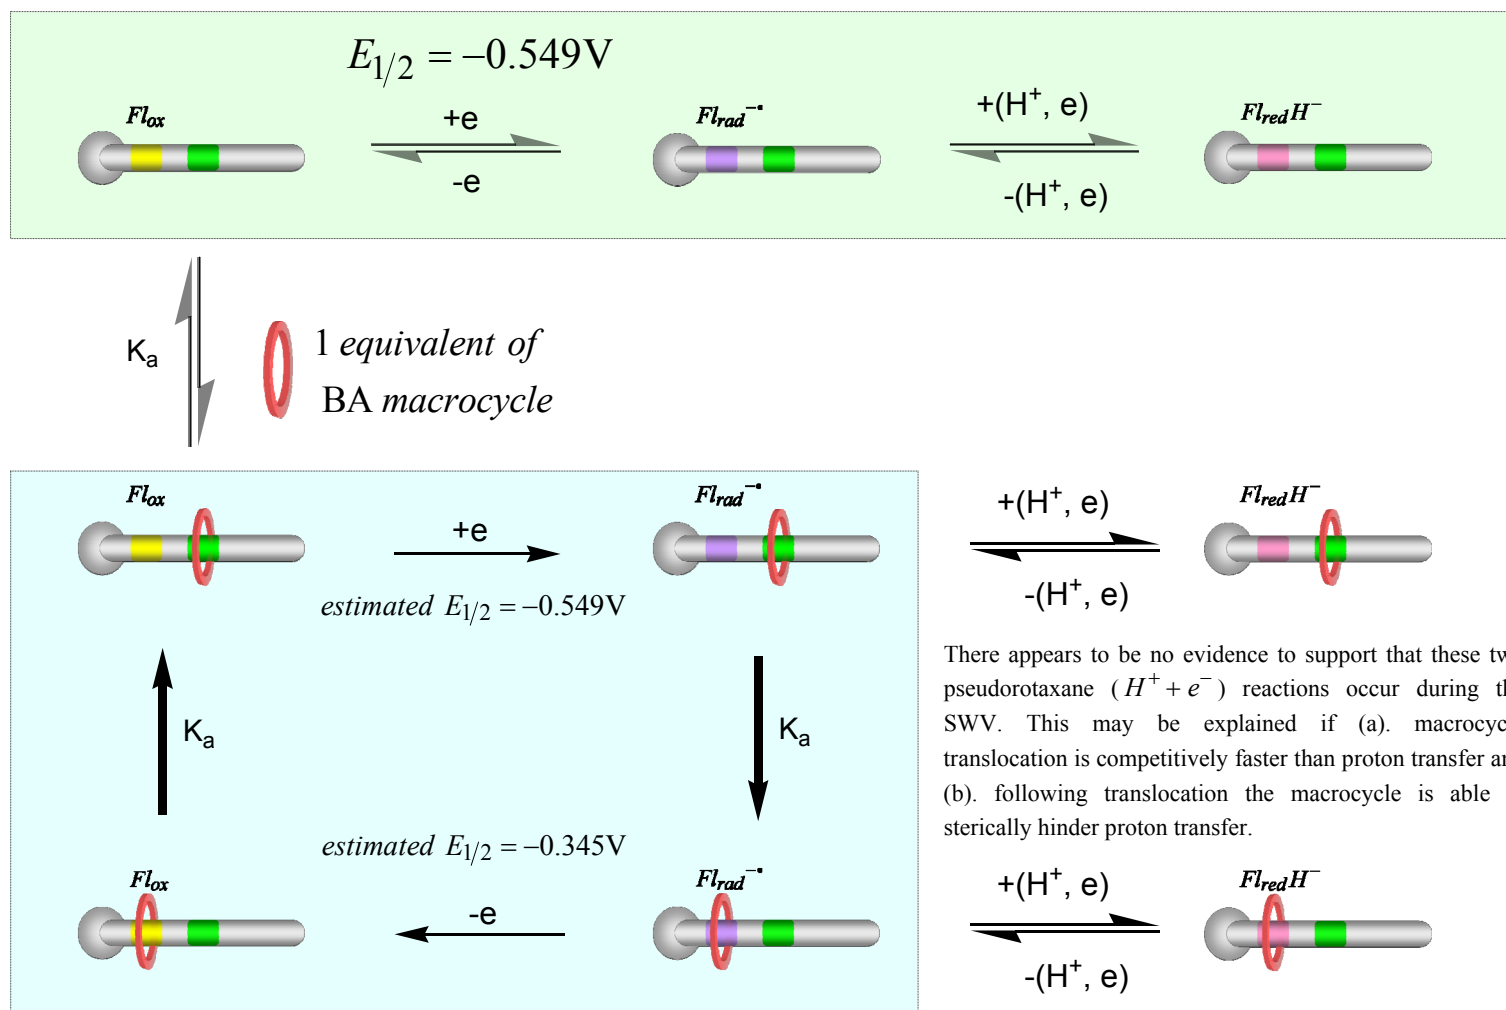 E1/2 = −0.549V
Flox
+e
-e
Flrad−•
+(H+, e)
-(H+, e)
FlredH−
Ka
1 equivalent of
BA macrocycle
Flox
+e
estimated E1/2 = −0.549V
Flrad−•
+(H+, e)
-(H+, e)
FlredH−
Ka
Ka
There appears to be no evidence to support that these
pseudorotaxane (H+ + e−) reactions occur during
SWV. This may be explained if (a).
translocation is competitively faster than proton transfer
(b). following translocation the macrocycle is able
sterically hinder proton transfer.
estimated E1/2 = −0.345V
Flox
-e
Flrad−•
+(H+, e)
-(H+, e)
FlredH−